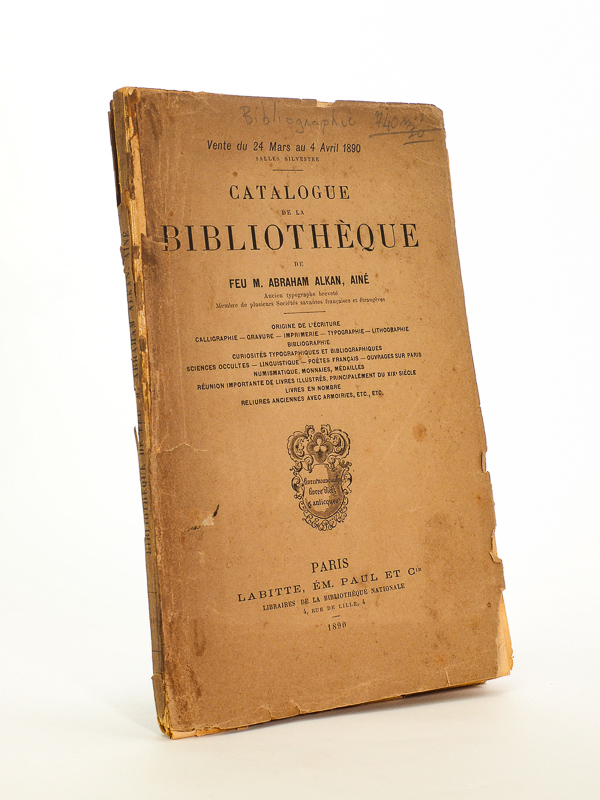 Bibliographie
Vente du 24 Mars au 4 Avril 1890
SALLES SILVESTRE
CATALOGUE
DE LA
BIBLIOTHÈQUE
DE
FEU M. ABRAHAM ALKAN, AINÉ
Ancien typographe breveté
Membre de plusieurs Sociétés savantes françaises et étrangères
ORIGINE DE L'ÉCRITURE
CALLIGRAPHIE — GRAVURE — IMPRIMERIE — TYPOGRAPHIE — LITHOGRAPHIE
BIBLIOGRAPHIE
CURIOSITÉS TYPOGRAPHIQUES ET BIBLIOGRAPHIQUES
SCIENCES OCCULTES — LINGUISTIQUE — POÈTES FRANÇAIS — OUVRAGES SUR PARIS
NUMISMATIQUE, MONNAIES, MÉDAILLES
RÉUNION IMPORTANTE DE LIVRES ILLUSTRÉS, PRINCIPALEMENT DU XIXe SIÈCLE
LIVRES EN NOMBRE
RELIURES ANCIENNES AVEC ARMOIRIES, ETC., ETC.
PARIS
LABITTE, ÉM. PAUL ET Cie
LIBRAIRES DE LA BIBLIOTHÈQUE NATIONALE
4, RUE DE LILLE, 4
1890